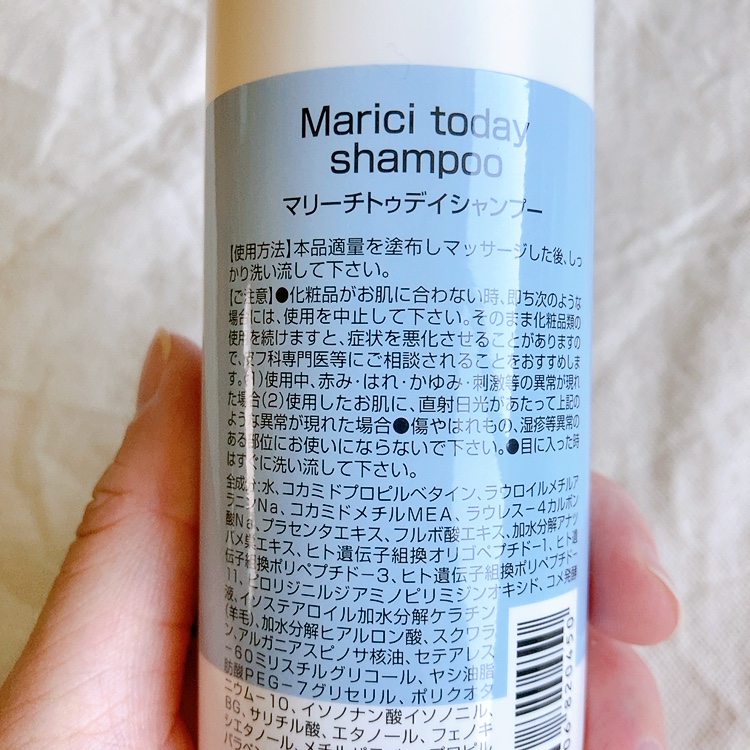 Marici today
shampoo
マリーチトゥデイシャンプー
【使用方法】本品適量を塗布しマッサージした後、しっ
かり洗い流して下さい。
【ご注意】●化粧品がお肌に合わない時、即ち次のような
場合には、使用を中止して下さい。そのまま化粧品類の
使用を続けますと、症状を悪化させることがありますの
で、皮フ科専門医等にご相談されることをおすすめしま
す。(1)使用中、赤み・はれ・かゆみ・刺激等の異常が現れ
た場合(2)使用したお肌に、直射日光があたって上記の
ような異常が現れた場合●傷やはれもの、湿疹等異常の
ある部位にお使いにならないで下さい。●目に入った時
はすぐに洗い流して下さい。
全成分:水、コカミドプロピルベタイン、ラウロイルメチルア
ラニンNa、コカミドメチルMEA、ラウレス-4カルボン
酸Na、プラセンタエキス、フルボ酸エキス、加水分解アナツ
バメ巣エキス、ヒト遺伝子組換オリゴペプチド-1、ヒト遺
伝子組換ポリペプチド-3、ヒト遺伝子組換ポリペプチド-
11、ピロリジニルジアミノピリミジンオキシド、コメ発酵
液、イソステアロイル加水分解ケラチン
(羊毛)、加水分解ヒアルロン酸、スクワラ
ン、アルガニアスピノサ核油、セテアレス
-60ミリスチルグリコール、ヤシ油脂
肪酸PEG-7グリセリル、ポリクオタ
ニウム-10、イソノナン酸イソノニル、
BG、サリチル酸、エタノール、フェノキ
シエタノール、メチルパラベン、プロピル
パラベン
6820450